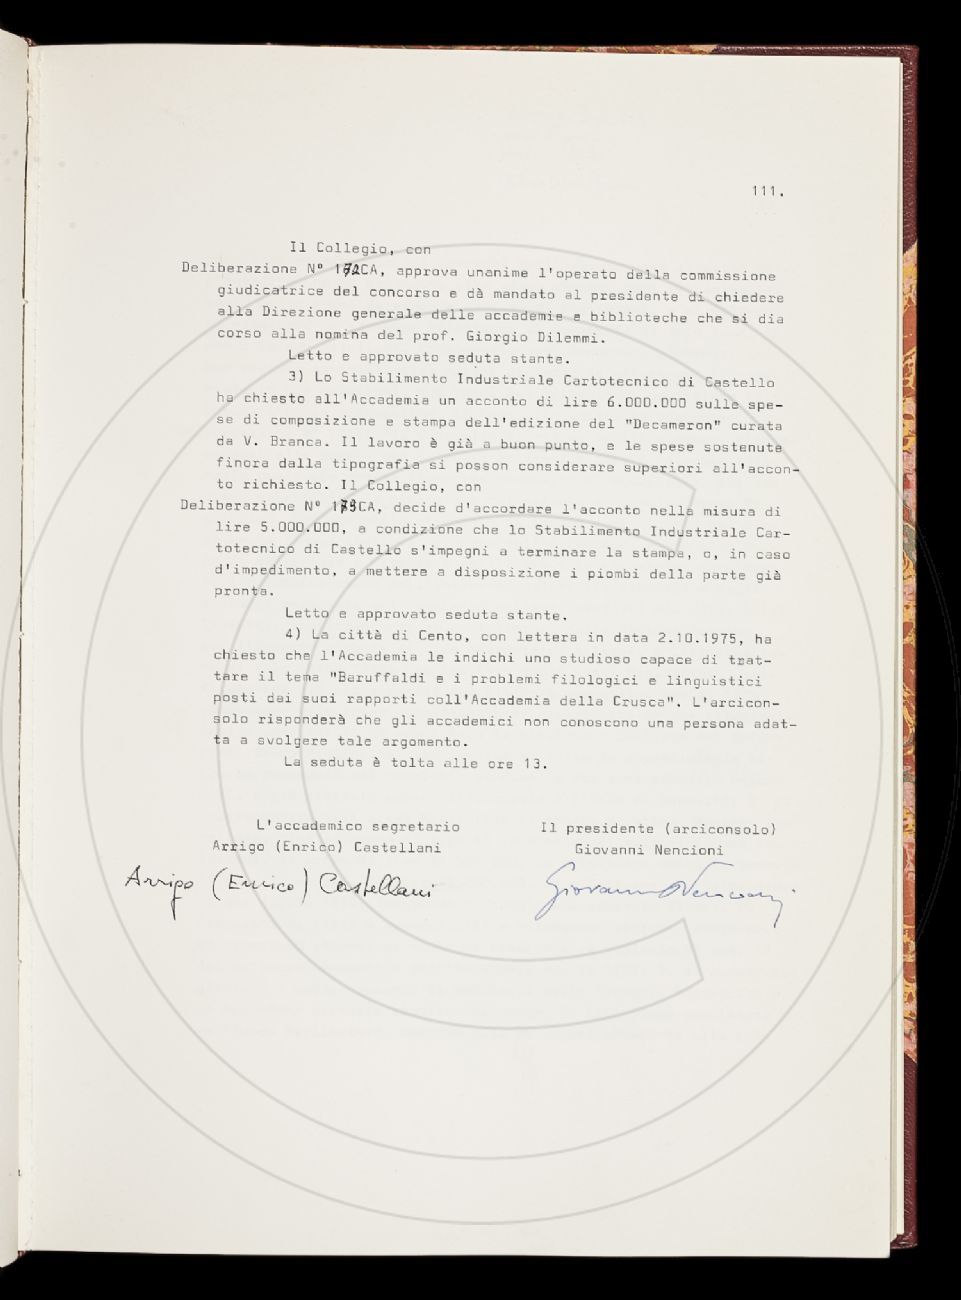 111.
Il Collegio, con
Deliberazione N° CA, approva unanime l'operato della commissione
giudicatrice del concorso e dà mandato al presidente di chiedere
alla Direzione generale delle accademie e biblioteche che si dia
corso alla nomina del prof. Giorgio Dilemmi.
Letto e approvato seduta stante.
3) Lo Stabilimento Industriale Cartotecnico di Castello
ha chiesto all'Accademia un acconto di lire 6.000.000 sulle spe-
se di composizione e stampa dell'edizione del "Decameron" curata
da V. Branca. Il lavoro è già a buon punto, e le spese sostenute
finora dalla tipografia si posson considerare superiori all'accon-
to richiesto. Il Collegio, con
Deliberazione N° CA, decide d'accordare l'acconto nella misura di
lire 5.000.000, a condizione che lo Stabilimento Industriale Car-
totecnico di Castello s'impegni a terminare la stampa, o, in caso
d'impedimento, a mettere a disposizione i piombi della parte già
pronta.
Letto e approvato seduta stante.
4) La città di Cento, con lettera in data 2.10.1975, ha
chiesto che l'Accademia le indichi uno studioso capace di trat-
tare il tema "Baruffaldi e i problemi filologici e linguistici
posti dai suoi rapporti coll'Accademia della Crusca". L'arcicon-
solo risponderà che gli accademici non conoscono una persona adat-
ta a svolgere tale argomento.
La seduta è tolta alle ore 13.
L'accademico segretario
Arrigo (Enrico) Castellani
Arrigo (Enrico) Castellani
Il presidente (arciconsolo)
Giovanni Nencioni
Giovanni Nencioni